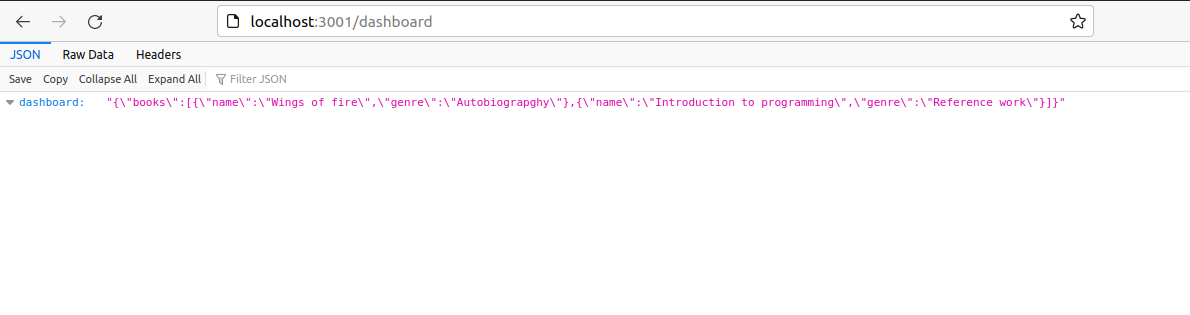 localhost:3001/dashboard
JSON Raw Data Headers
Save Copy Collapse All Expand All Filter JSON
dashboard: "{\"books\":[{\"name\":\"Wings of fire\",\"genre\":\"Autobiograpghy\"},{\"name\":\"Introduction to programming\",\"genre\":\"Reference work\"}]}"